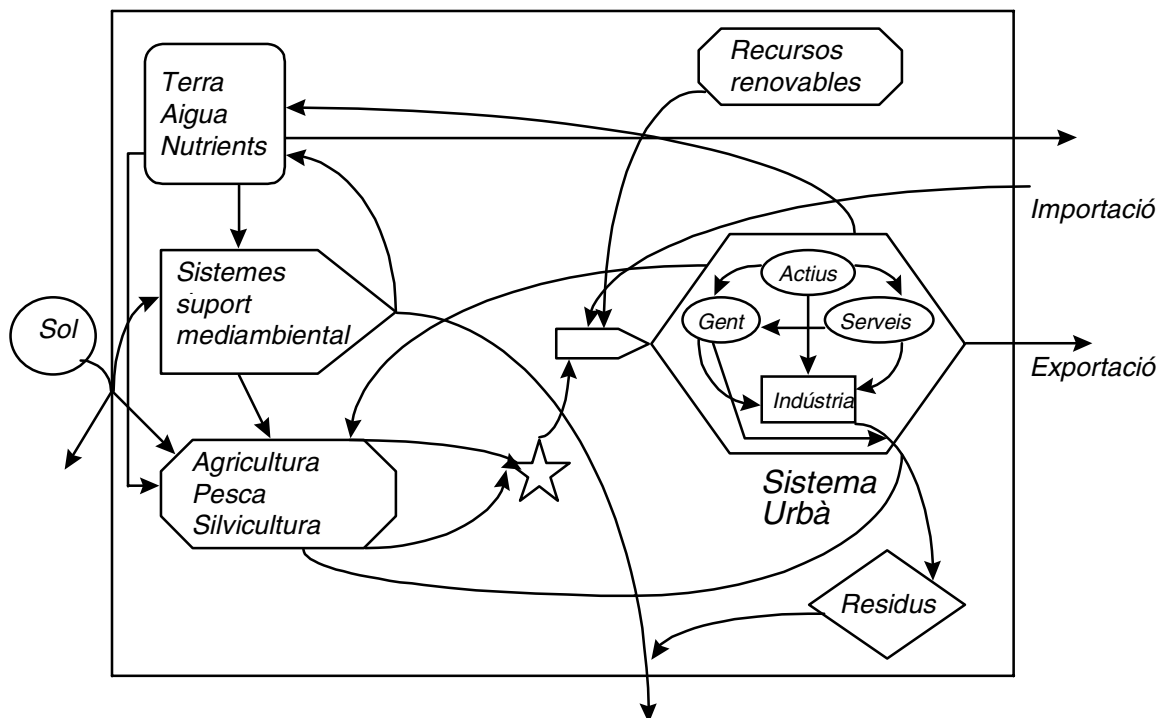 Terra
Aigua
Nutrients
Recursos
renovables
Importació
Sistemes
suport
mediambiental
Sol
Actius
Gent
Serveis
Indústria
Exportació
Agricultura
Pesca
Silvicultura
Sistema
Urbà
Residus